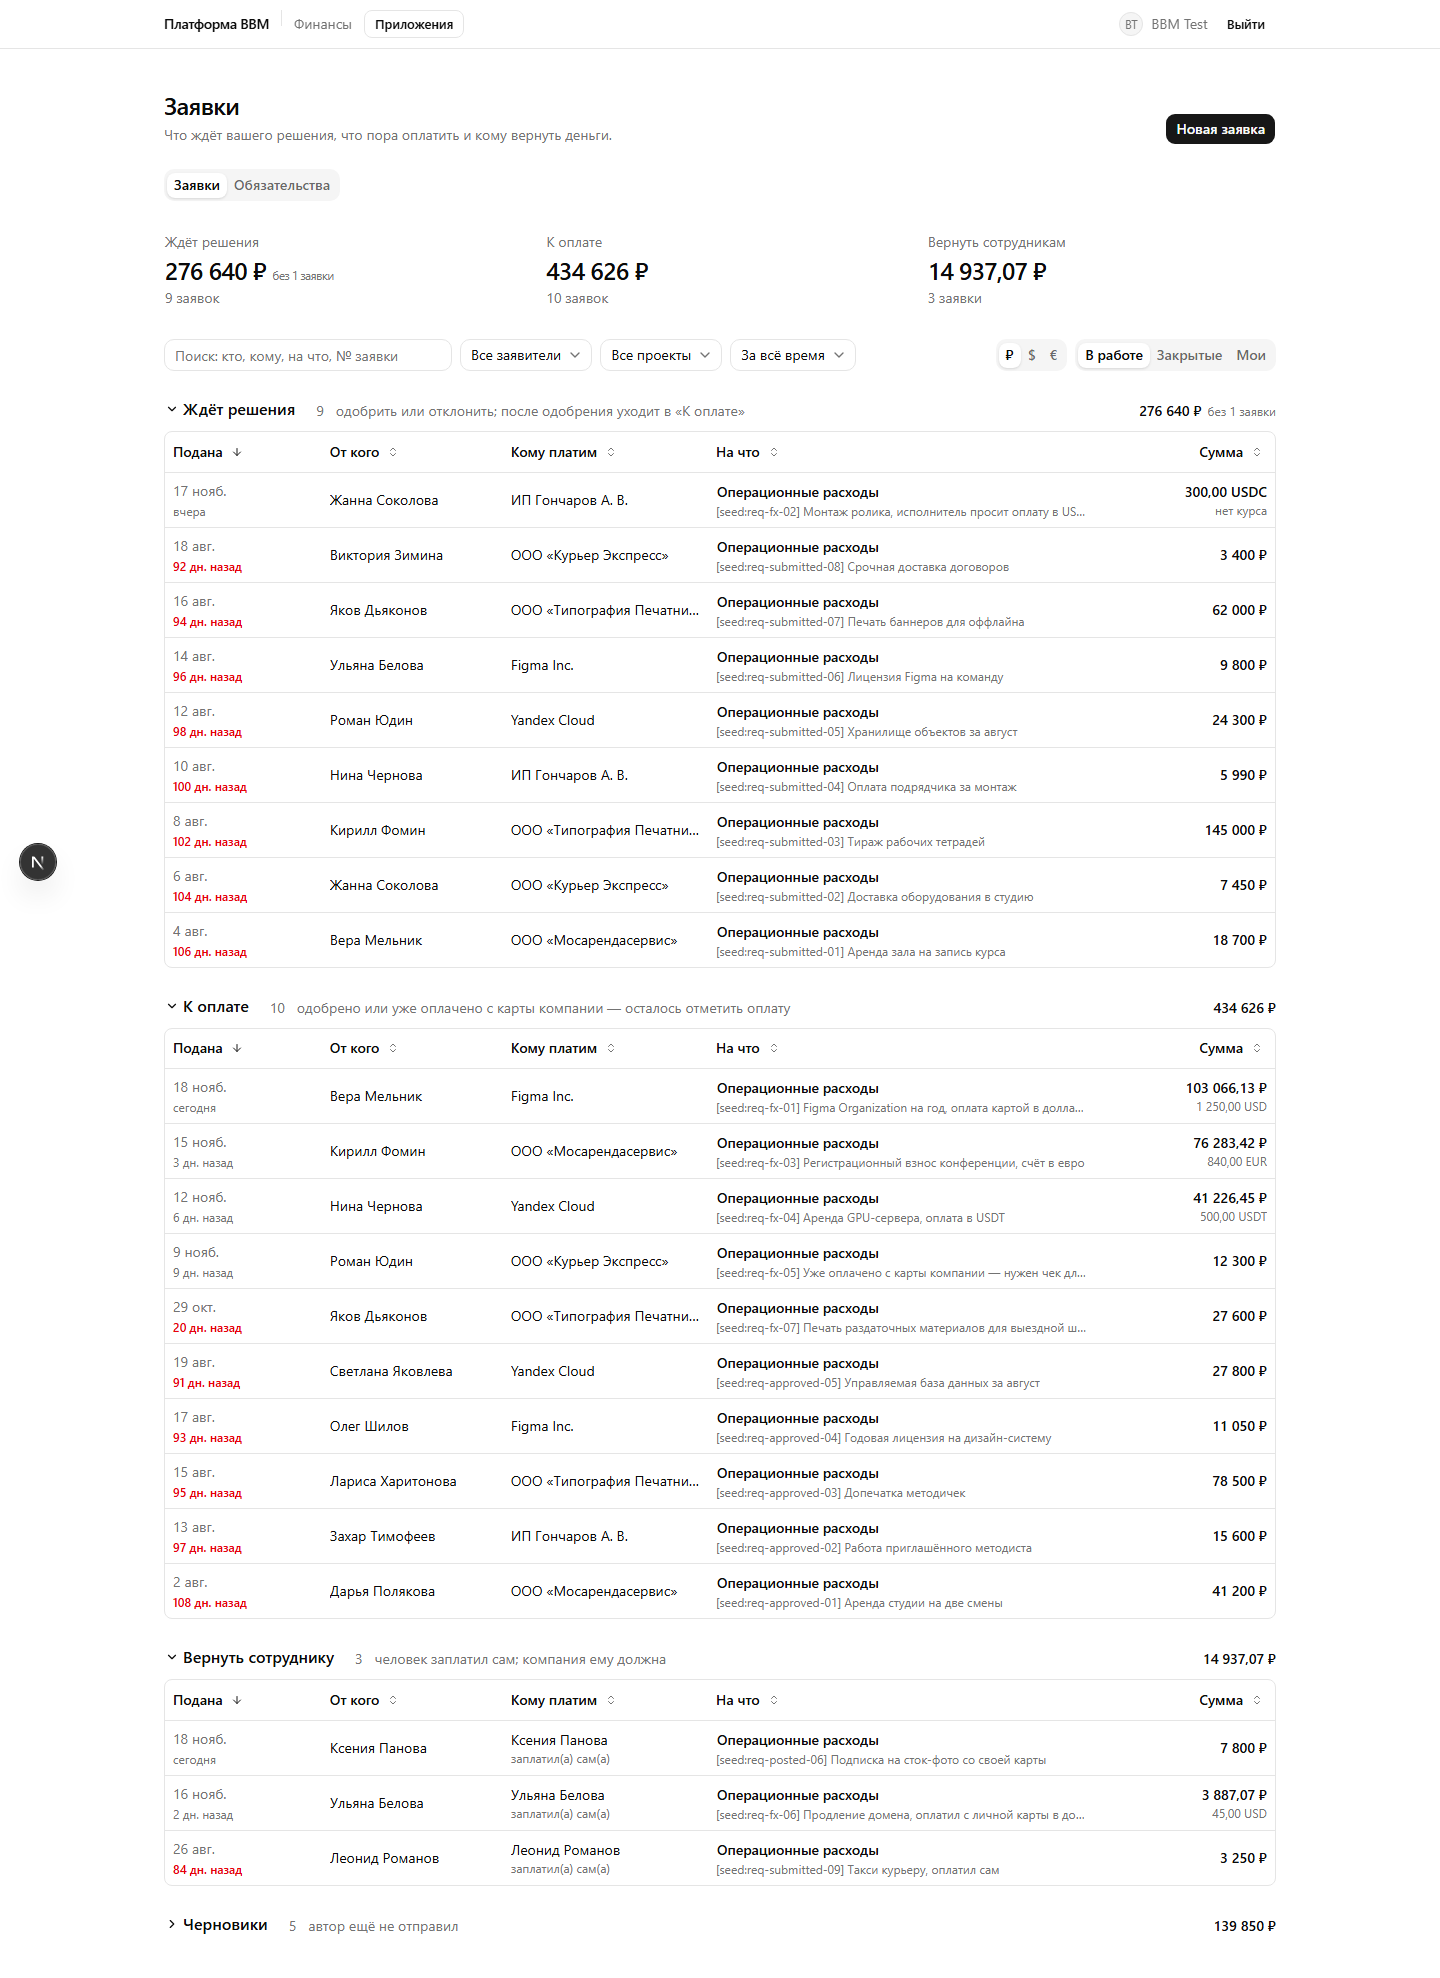 Платформа BBM
Финансы
Приложения
BT
BBM Test
Выйти
Заявки
Что ждёт вашего решения, что пора оплатить и кому вернуть деньги.
Новая заявка
Заявки
Обязательства
Ждёт решения
276 640 ₽ без 1 заявки
9 заявок
К оплате
434 626 ₽
10 заявок
Вернуть сотрудникам
14 937,07 ₽
3 заявки
Поиск: кто, кому, на что, № заявки
Все заявители
Все проекты
За всё время
₽ $ €
В работе Закрытые Мои
Ждёт решения 9 одобрить или отклонить; после одобрения уходит в «К оплате» 276 640 ₽ без 1 заявки
Подана От кого Кому платим На что Сумма
17 нояб. Жанна Соколова ИП Гончаров А. В. Операционные расходы 300,00 USDC
вчера [seed:req-fx-02] Монтаж ролика, исполнитель просит оплату в US... нет курса
18 авг. Виктория Зимина ООО «Курьер Экспресс» Операционные расходы 3 400 ₽
92 дн. назад [seed:req-submitted-08] Срочная доставка договоров
16 авг. Яков Дьяконов ООО «Типография Печатни... Операционные расходы 62 000 ₽
94 дн. назад [seed:req-submitted-07] Печать баннеров для оффлайна
14 авг. Ульяна Белова Figma Inc. Операционные расходы 9 800 ₽
96 дн. назад [seed:req-submitted-06] Лицензия Figma на команду
12 авг. Роман Юдин Yandex Cloud Операционные расходы 24 300 ₽
98 дн. назад [seed:req-submitted-05] Хранилище объектов за август
10 авг. Нина Чернова ИП Гончаров А. В. Операционные расходы 5 990 ₽
100 дн. назад [seed:req-submitted-04] Оплата подрядчика за монтаж
8 авг. Кирилл Фомин ООО «Типография Печатни... Операционные расходы 145 000 ₽
102 дн. назад [seed:req-submitted-03] Тираж рабочих тетрадей
6 авг. Жанна Соколова ООО «Курьер Экспресс» Операционные расходы 7 450 ₽
104 дн. назад [seed:req-submitted-02] Доставка оборудования в студию
4 авг. Вера Мельник ООО «Мосарендасервис» Операционные расходы 18 700 ₽
106 дн. назад [seed:req-submitted-01] Аренда зала на запись курса
К оплате 10 одобрено или уже оплачено с карты компании — осталось отметить оплату 434 626 ₽
Подана От кого Кому платим На что Сумма
18 нояб. Вера Мельник Figma Inc. Операционные расходы 103 066,13 ₽
сегодня [seed:req-fx-01] Figma Organization на год, оплата картой в долла... 1 250,00 USD
15 нояб. Кирилл Фомин ООО «Мосарендасервис» Операционные расходы 76 283,42 ₽
3 дн. назад [seed:req-fx-03] Регистрационный взнос конференции, счёт в евро 840,00 EUR
12 нояб. Нина Чернова Yandex Cloud Операционные расходы 41 226,45 ₽
6 дн. назад [seed:req-fx-04] Аренда GPU-сервера, оплата в USDT 500,00 USDT
9 нояб. Роман Юдин ООО «Курьер Экспресс» Операционные расходы 12 300 ₽
9 дн. назад [seed:req-fx-05] Уже оплачено с карты компании — нужен чек дл...
29 окт. Яков Дьяконов ООО «Типография Печатни... Операционные расходы 27 600 ₽
20 дн. назад [seed:req-fx-07] Печать раздаточных материалов для выездной ш...
19 авг. Светлана Яковлева Yandex Cloud Операционные расходы 27 800 ₽
91 дн. назад [seed:req-approved-05] Управляемая база данных за август
17 авг. Олег Шилов Figma Inc. Операционные расходы 11 050 ₽
93 дн. назад [seed:req-approved-04] Годовая лицензия на дизайн-систему
15 авг. Лариса Харитонова ООО «Типография Печатни... Операционные расходы 78 500 ₽
95 дн. назад [seed:req-approved-03] Допечатка методичек
13 авг. Захар Тимофеев ИП Гончаров А. В. Операционные расходы 15 600 ₽
97 дн. назад [seed:req-approved-02] Работа приглашённого методиста
2 авг. Дарья Полякова ООО «Мосарендасервис» Операционные расходы 41 200 ₽
108 дн. назад [seed:req-approved-01] Аренда студии на две смены
Вернуть сотруднику 3 человек заплатил сам; компания ему должна 14 937,07 ₽
Подана От кого Кому платим На что Сумма
18 нояб. Ксения Панова Ксения Панова Операционные расходы 7 800 ₽
сегодня заплатил(а) сам(а) [seed:req-posted-06] Подписка на сток-фото со своей карты
16 нояб. Ульяна Белова Ульяна Белова Операционные расходы 3 887,07 ₽
2 дн. назад заплатил(а) сам(а) [seed:req-fx-06] Продление домена, оплатил с личной карты в до... 45,00 USD
26 авг. Леонид Романов Леонид Романов Операционные расходы 3 250 ₽
84 дн. назад заплатил(а) сам(а) [seed:req-submitted-09] Такси курьеру, оплатил сам
Черновики 5 автор ещё не отправил 139 850 ₽